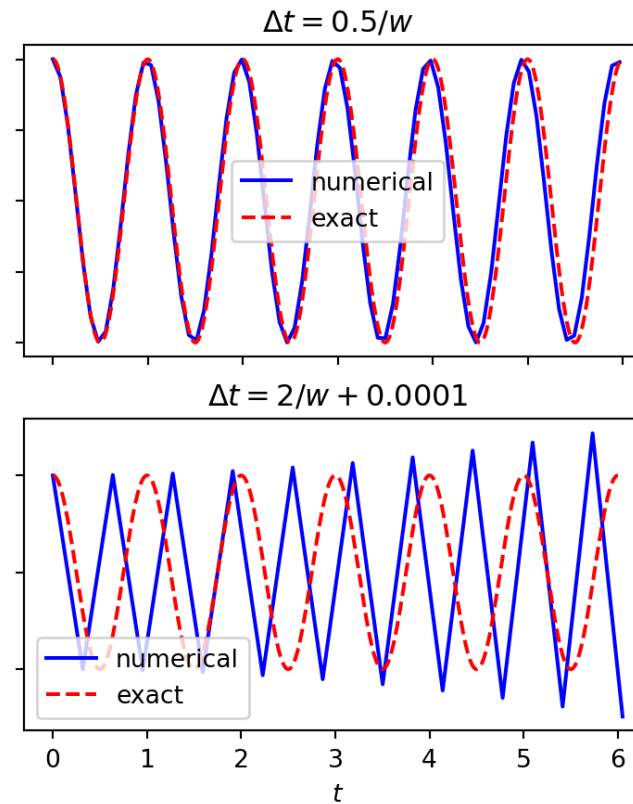 Δt = 0.5/w
numerical
exact
Δt = 2/w + 0.0001
numerical
exact
0 1 2 3 4 5 6
t